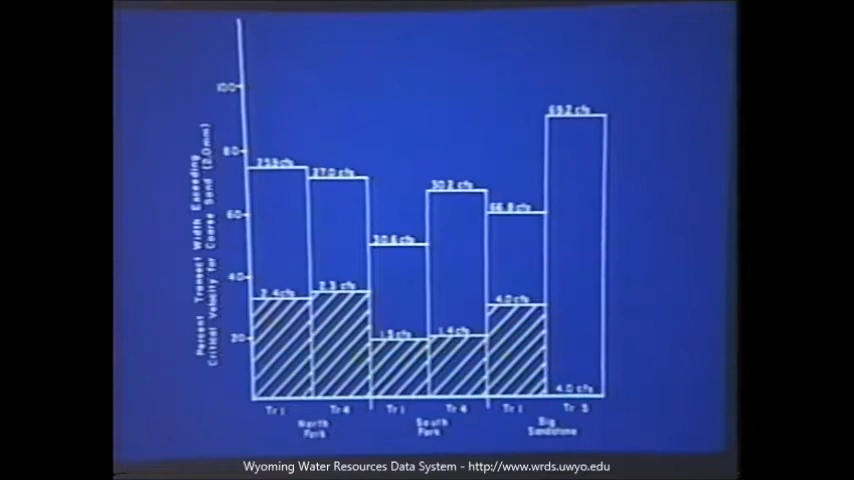 100
80
60
40
20
Percent Transect Width Exceeding
Critical Velocity for Coarse Sand (2.0mm)
27.0 cfs
30.6 cfs
30.2 cfs
66.8 cfs
69.2 cfs
2.4 cfs
2.3 cfs
1.5 cfs
1.4 cfs
4.0 cfs
4.0 cfs
Tr 1 Tr 4 Tr 1 Tr 4 Tr 1 Tr 5
North
Fork
South
Fork
Big
Sandstone
Wyoming Water Resources Data System - http://www.wrds.uwyo.edu